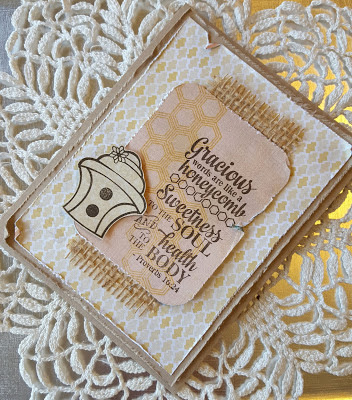 Gracious
words are like a
honeycomb
Sweetness
TO THE SOUL
AND health
TO THE BODY
- Proverbs 16:24